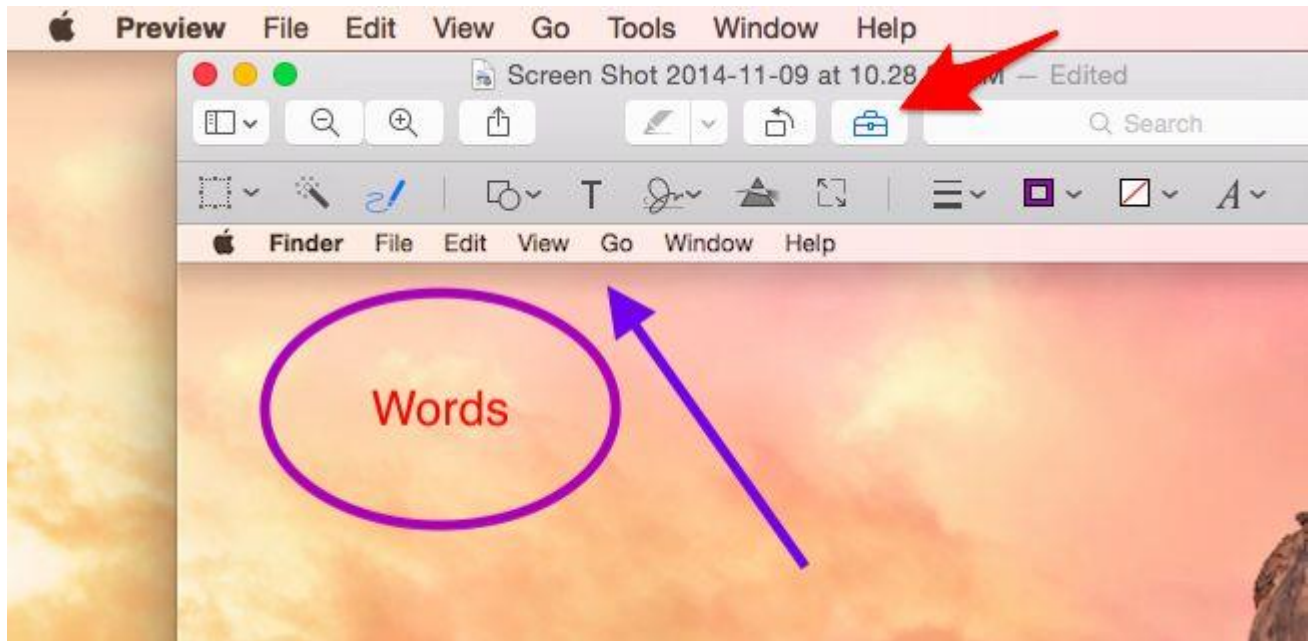 Preview File Edit View Go Tools Window Help
Screen Shot 2014-11-09 at 10.28 — Edited
Search
T A
Finder File Edit View Go Window Help
Words